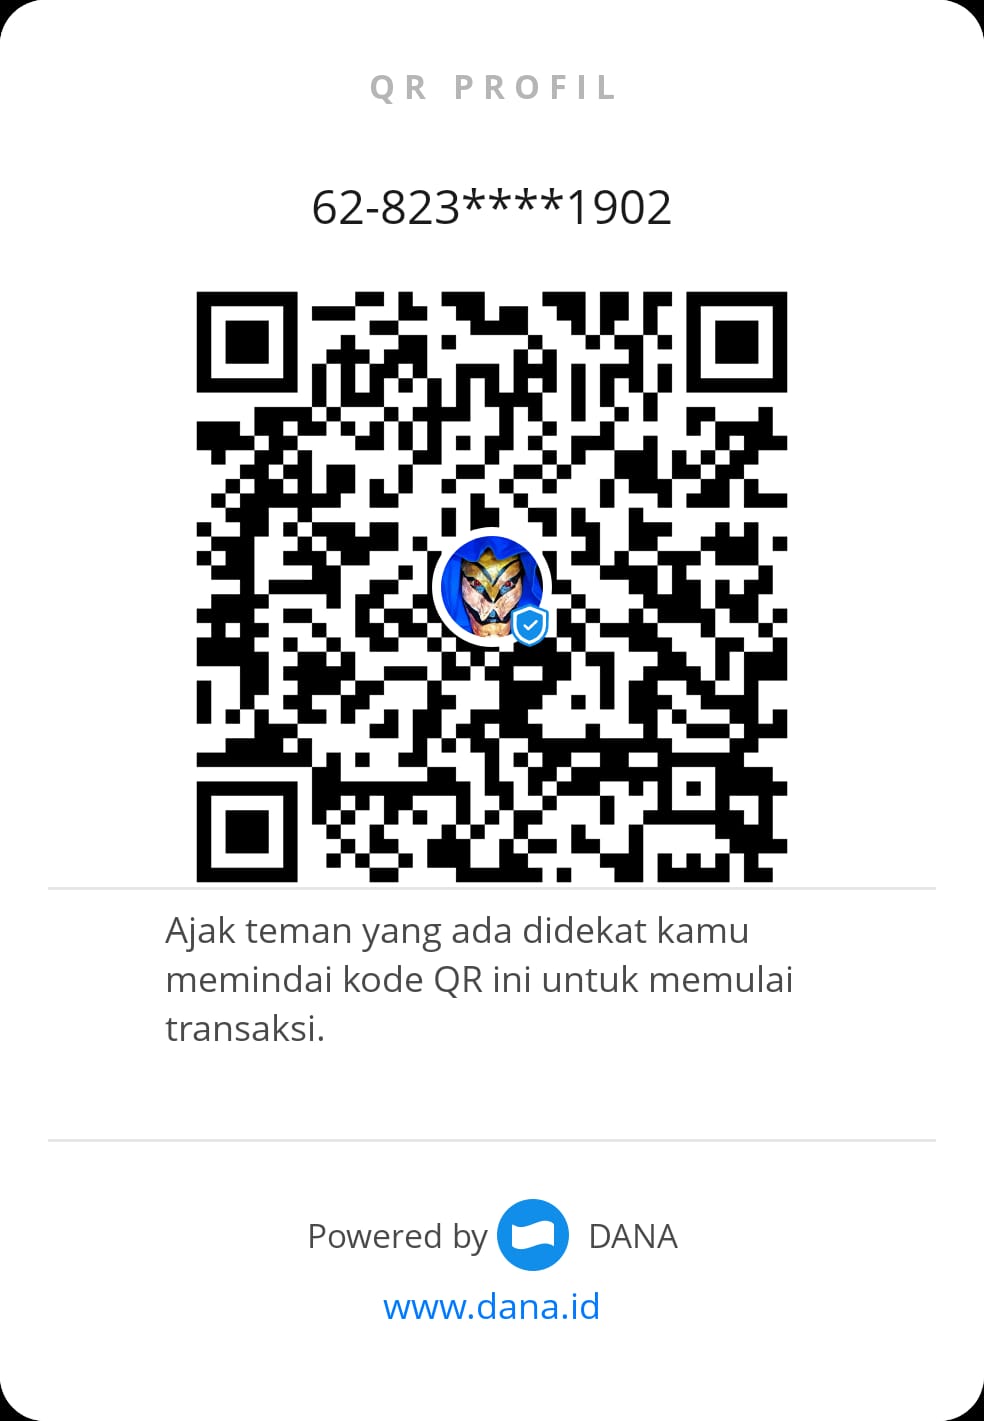 QR PROFIL
62-823****1902
Ajak teman yang ada didekat kamu
memindai kode QR ini untuk memulai
transaksi.
Powered by DANA
www.dana.id